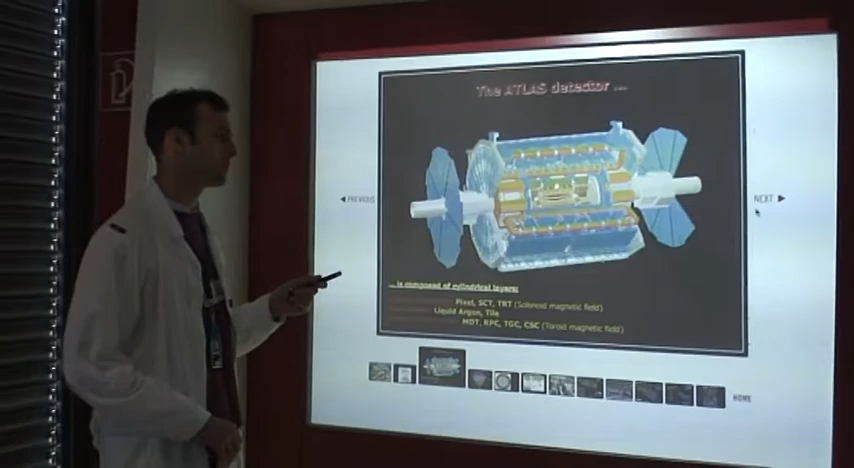 The ATLAS detector ...
PREVIOUS
NEXT
... is composed of cylindrical layers:
Pixel, SCT, TRT (Solenoid magnetic field)
Liquid Argon, Tile
MDT, RPC, TGC, CSC (Toroid magnetic field)
HOME